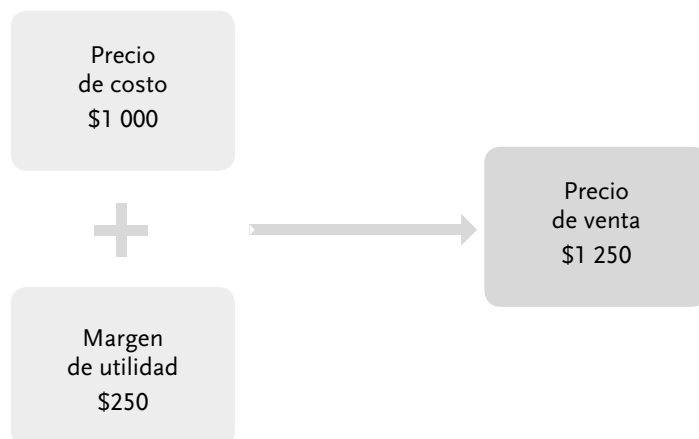 Precio
de costo
$1 000
Margen
de utilidad
$250
Precio
de venta
$1 250